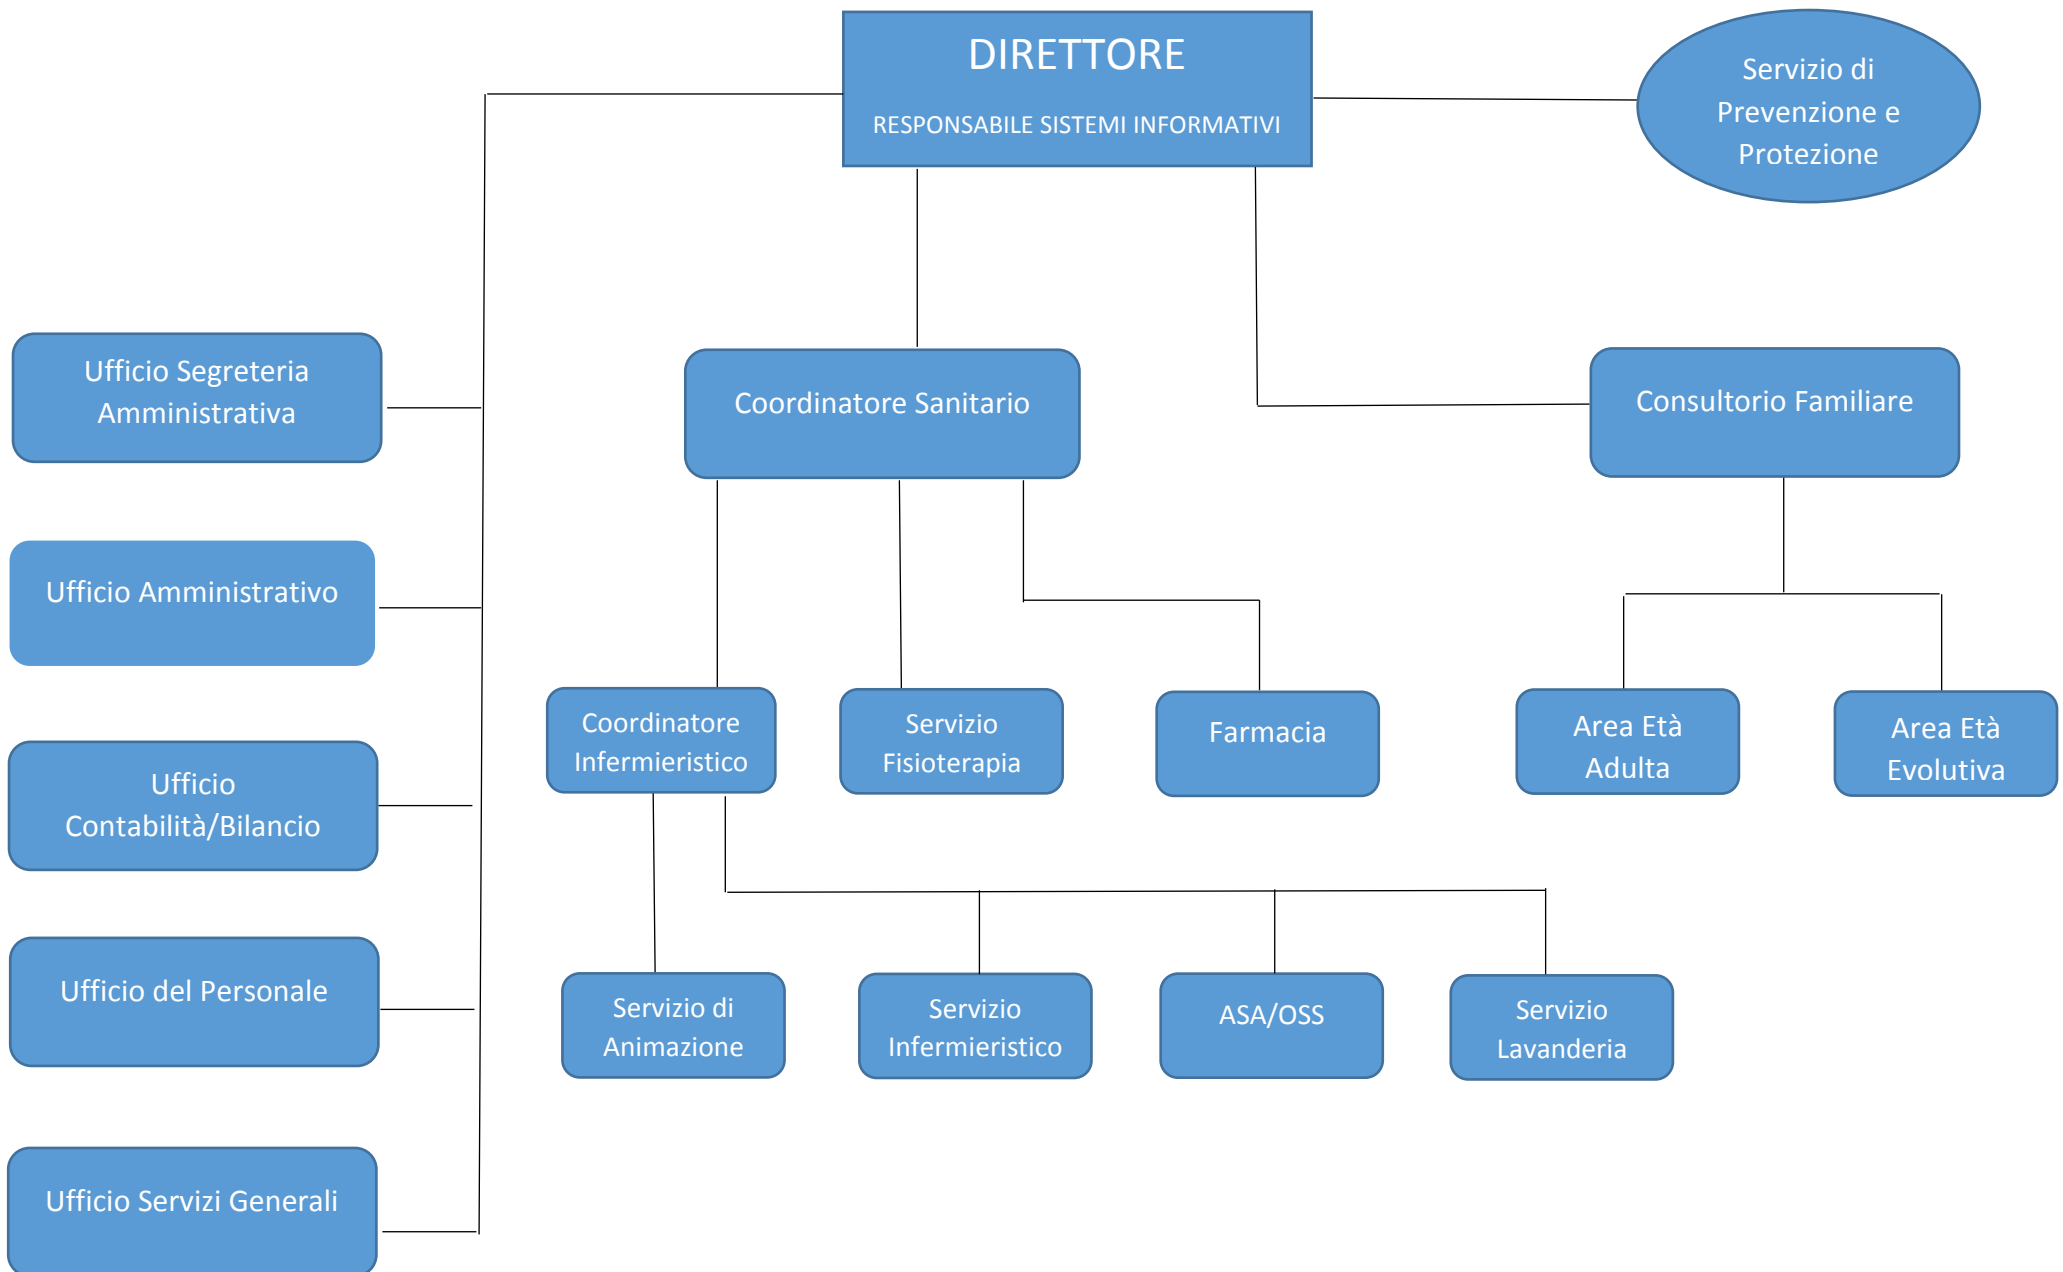 DIRETTORE
RESPONSABILE SISTEMI INFORMATIVI
Servizio di
Prevenzione e
Protezione
Ufficio Segreteria
Amministrativa
Coordinatore Sanitario
Consultorio Familiare
Ufficio Amministrativo
Coordinatore
Infermieristico
Servizio
Fisioterapia
Farmacia
Area Età
Adulta
Area Età
Evolutiva
Ufficio
Contabilità/Bilancio
Ufficio del Personale
Servizio di
Animazione
Servizio
Infermieristico
ASA/OSS
Servizio
Lavanderia
Ufficio Servizi Generali